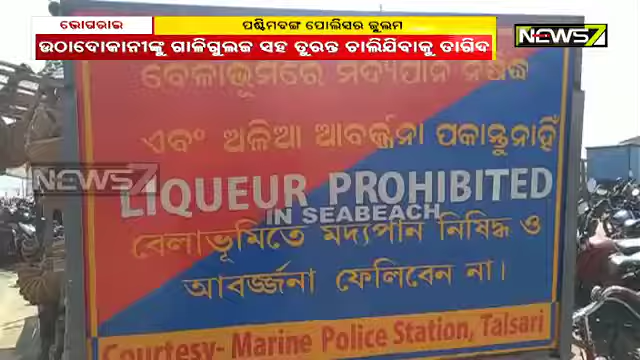 ଭୋଗରାଇ
ପଶ୍ଚିମବଙ୍ଗ ପୋଲିସର ଜୁଲମ
NEWS7
ଉଠାଦୋକାନୀଙ୍କୁ ଗାଳିଗୁଲଜ ସହ ତୁରନ୍ତ ଚାଲିଯିବାକୁ ତାଗିଦ
ବେଳାଭୂମିରେ ମଦ୍ୟପାନ ନିଷିଦ୍ଧ
ଏବଂ ଅଳିଆ ଆବର୍ଜ୍ଜନା ପକାନ୍ତୁନାହିଁ
NEWS7
LIQUEUR PROHIBITED
IN SEABEACH
বেলাভূমিতে মদ্যপান নিষিদ্ধ ও
আবর্জ্জনা ফেলিবেন না।
Courtesy- Marine Police Station, Talsari